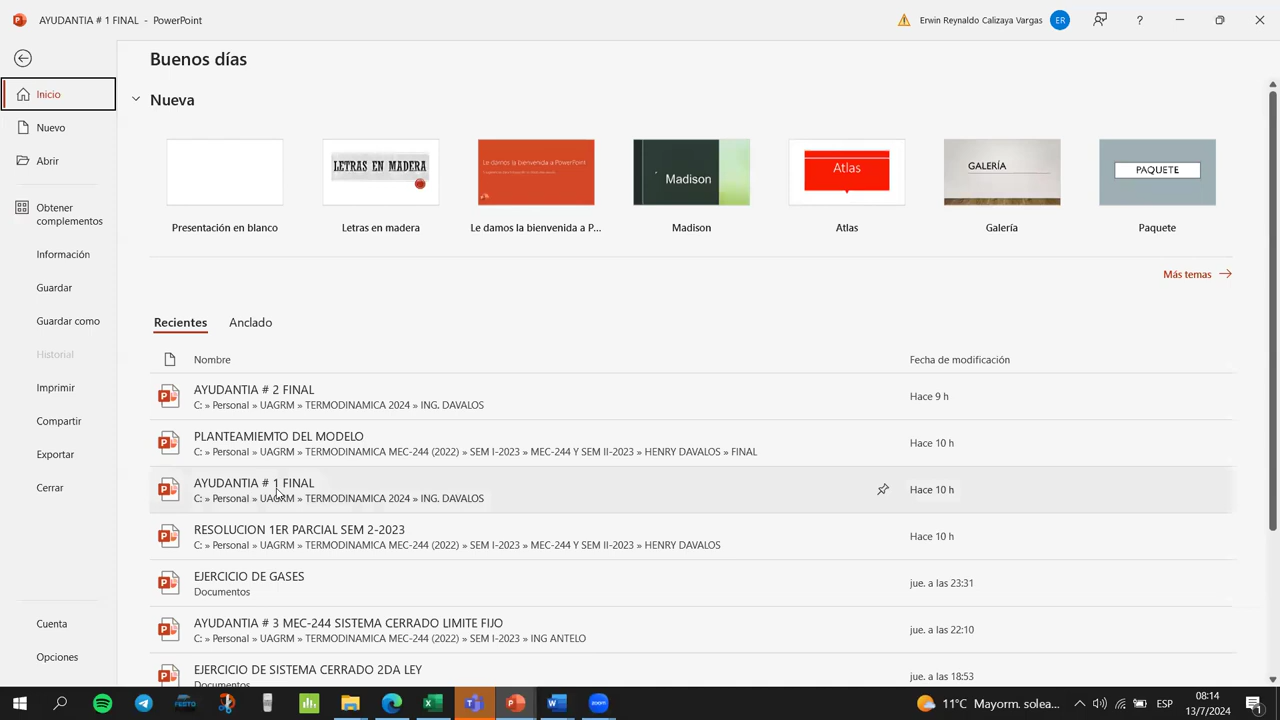 AYUDANTIA # 1 FINAL - PowerPoint
Erwin Reynaldo Calizaya Vargas
ER
?
Buenos días
Inicio
Nuevo
Abrir
Obtener
complementos
Información
Guardar
Guardar como
Historial
Imprimir
Compartir
Exportar
Cerrar
Cuenta
Opciones
Nueva
LETRAS EN MADERA
Le damos la bienvenida a PowerPoint
Madison
Atlas
GALERÍA
PAQUETE
Presentación en blanco
Letras en madera
Le damos la bienvenida a P...
Madison
Atlas
Galería
Paquete
Más temas
Recientes
Anclado
Nombre
Fecha de modificación
AYUDANTIA # 2 FINAL
C: » Personal » UAGRM » TERMODINAMICA 2024 » ING. DAVALOS
Hace 9 h
PLANTEAMIEMTO DEL MODELO
C: » Personal » UAGRM » TERMODINAMICA MEC-244 (2022) » SEM I-2023 » MEC-244 Y SEM II-2023 » HENRY DAVALOS » FINAL
Hace 10 h
AYUDANTIA # 1 FINAL
C: » Personal » UAGRM » TERMODINAMICA 2024 » ING. DAVALOS
Hace 10 h
RESOLUCION 1ER PARCIAL SEM 2-2023
C: » Personal » UAGRM » TERMODINAMICA MEC-244 (2022) » SEM I-2023 » MEC-244 Y SEM II-2023 » HENRY DAVALOS
Hace 10 h
EJERCICIO DE GASES
Documentos
jue. a las 23:31
AYUDANTIA # 3 MEC-244 SISTEMA CERRADO LIMITE FIJO
C: » Personal » UAGRM » TERMODINAMICA MEC-244 (2022) » SEM I-2023 » ING ANTELO
jue. a las 22:10
EJERCICIO DE SISTEMA CERRADO 2DA LEY
Documentos
jue. a las 18:53
FESTO
zoom
11°C Mayorm. solea...
ESP
08:14
13/7/2024
1